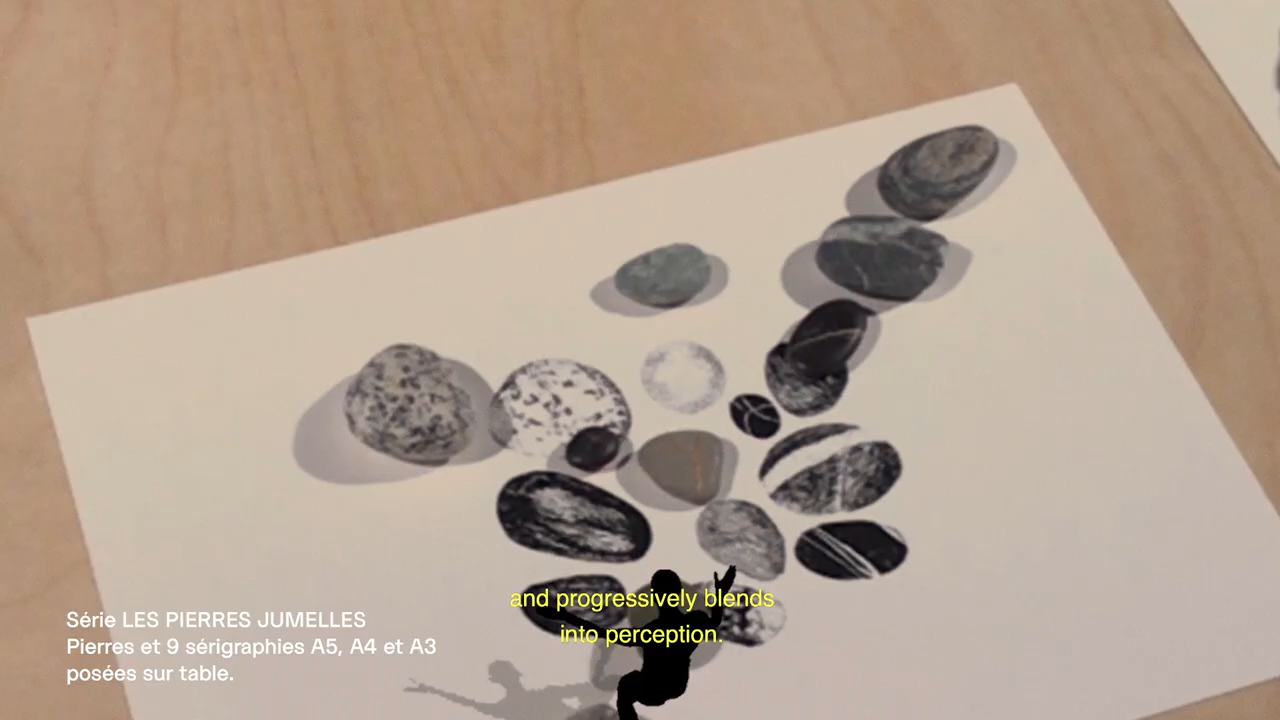 and progressively blends
into perception.
Série LES PIERRES JUMELLES
Pierres et 9 sérigraphies A5, A4 et A3
posées sur table.